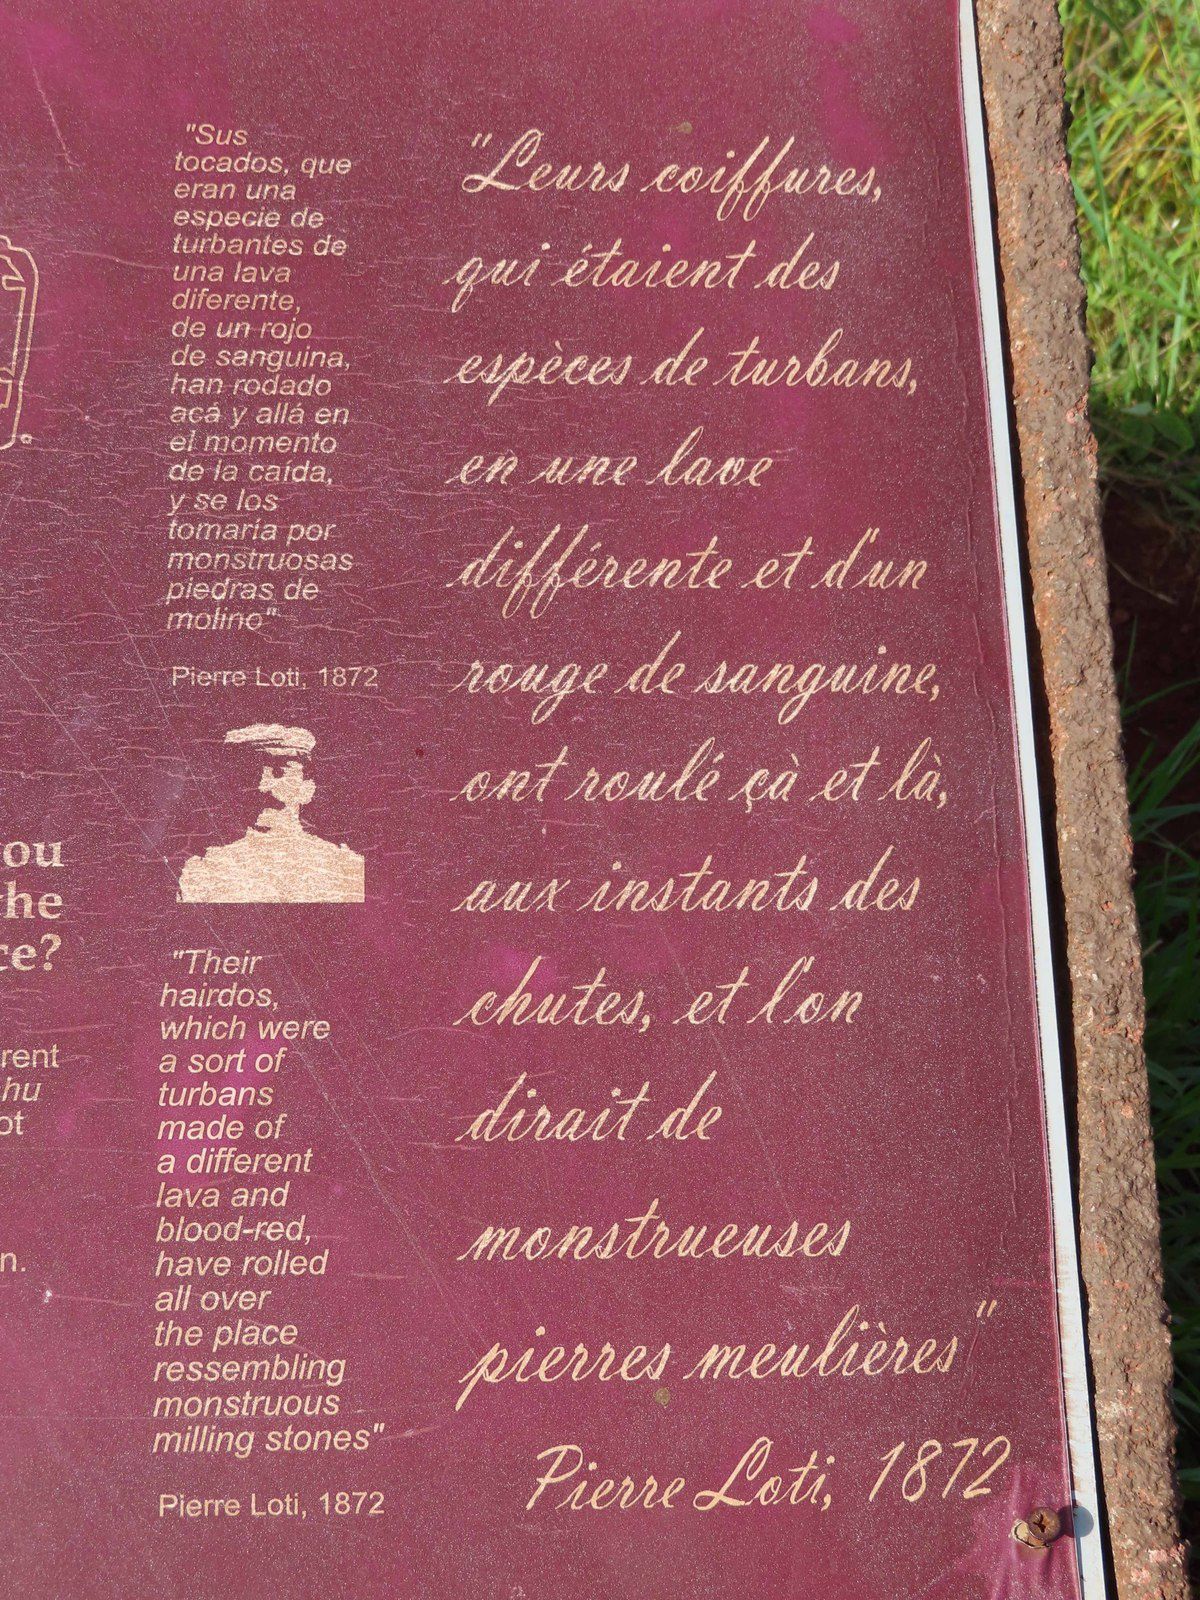 "Sus
tocados, que
eran una
especie de
turbantes de
una lava
diferente,
de un rojo
de sanguina,
han rodado
acá y allá en
el momento
de la caída,
y se los
tomaría por
monstruosas
piedras de
molino"
Pierre Loti, 1872
"Their
hairdos,
which were
a sort of
turbans
made of
a different
lava and
blood-red,
have rolled
all over
the place
ressembling
monstruous
milling stones"
Pierre Loti, 1872
"Leurs coiffures,
qui étaient des
espèces de turbans,
en une lave
différente et d'un
rouge de sanguine,
ont roulé çà et là,
aux instants des
chutes, et l'on
dirait de
monstrueuses
pierres meulières"
Pierre Loti, 1872